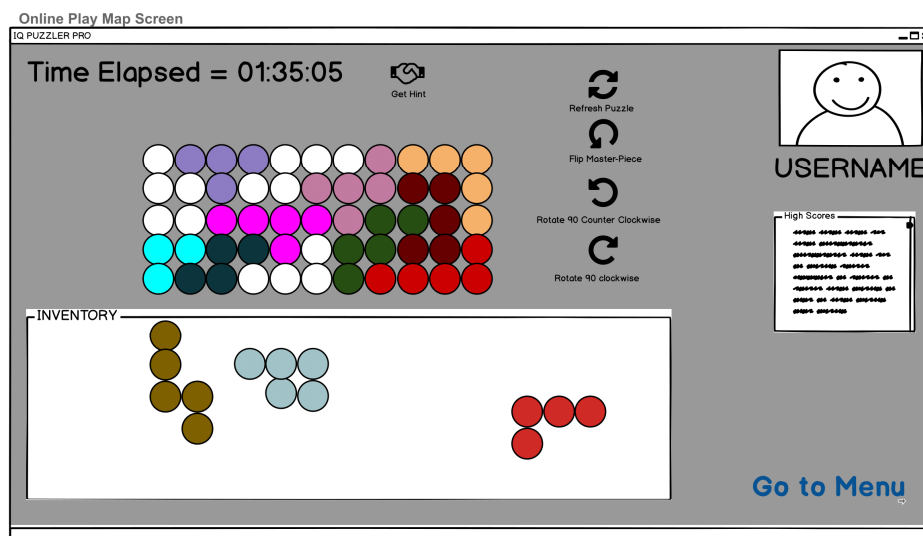 Online Play Map Screen
IQ PUZZLER PRO
Time Elapsed = 01:35:05
Get Hint
Refresh Puzzle
Flip Master-Piece
Rotate 90 Counter Clockwise
Rotate 90 clockwise
USERNAME
High Scores
INVENTORY
Go to Menu